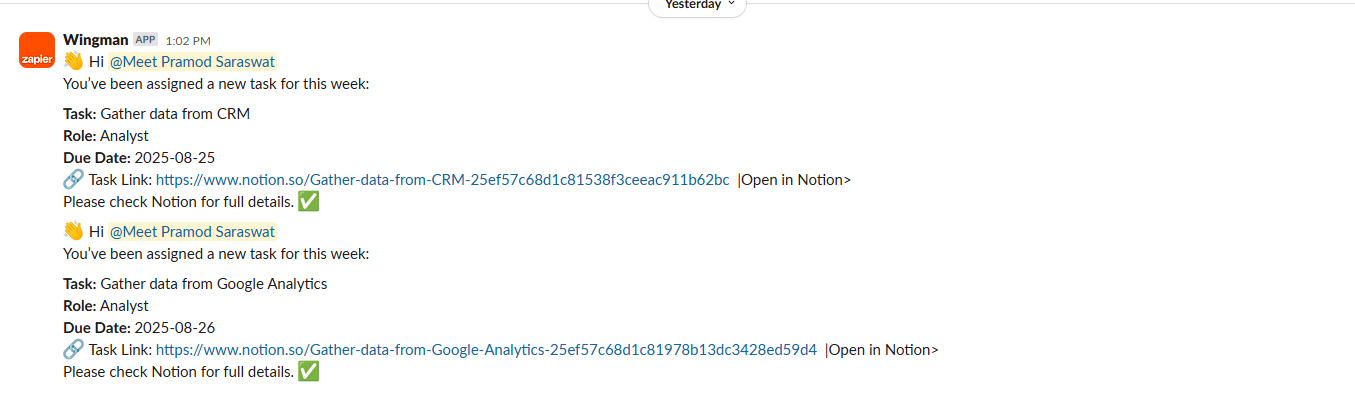 Yesterday
zapier
Wingman APP 1:02 PM
👋 Hi @Meet Pramod Saraswat
You’ve been assigned a new task for this week:
Task: Gather data from CRM
Role: Analyst
Due Date: 2025-08-25
🔗 Task Link: https://www.notion.so/Gather-data-from-CRM-25ef57c68d1c81538f3ceeac911b62bc |Open in Notion>
Please check Notion for full details. ✅
👋 Hi @Meet Pramod Saraswat
You’ve been assigned a new task for this week:
Task: Gather data from Google Analytics
Role: Analyst
Due Date: 2025-08-26
🔗 Task Link: https://www.notion.so/Gather-data-from-Google-Analytics-25ef57c68d1c81978b13dc3428ed59d4 |Open in Notion>
Please check Notion for full details. ✅